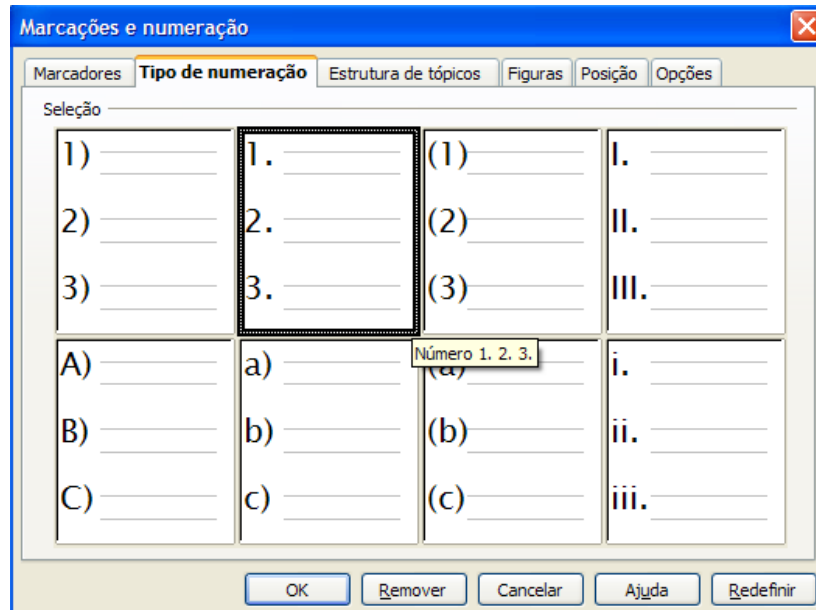 Marcações e numeração
Marcadores Tipo de numeração Estrutura de tópicos Figuras Posição Opções
Seleção
1) 1. (1) I.
2) 2. (2) II.
3) 3. (3) III.
Número 1. 2. 3.
A) a) (a) i.
B) b) (b) ii.
C) c) (c) iii.
OK Remover Cancelar Ajuda Redefinir